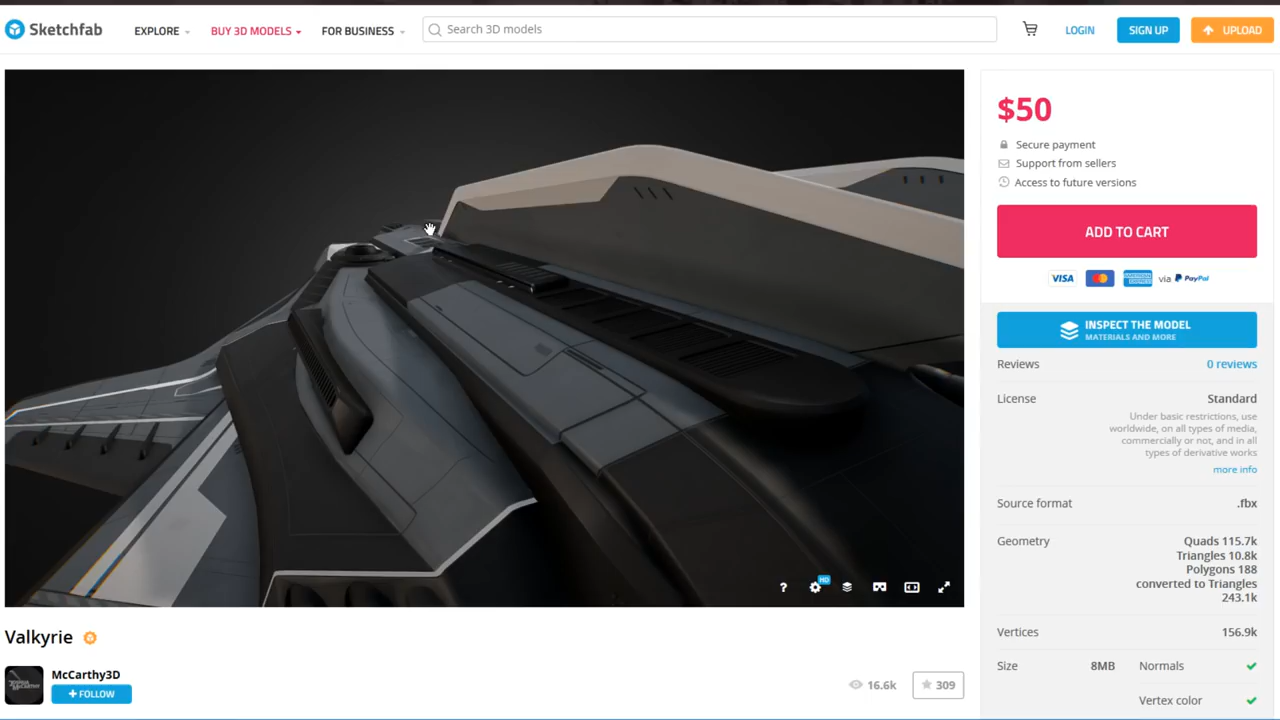 Sketchfab
EXPLORE
BUY 3D MODELS
FOR BUSINESS
Search 3D models
LOGIN
SIGN UP
UPLOAD
$50
Secure payment
Support from sellers
Access to future versions
ADD TO CART
VISA
via PayPal
INSPECT THE MODEL
MATERIALS AND MORE
Reviews 0 reviews
License Standard
Under basic restrictions, use
worldwide, on all types of media,
commercially or not, and in all
types of derivative works
more info
Source format .fbx
Geometry Quads 115.7k
Triangles 10.8k
Polygons 188
converted to Triangles
243.1k
Vertices 156.9k
Size 8MB Normals
Vertex color
? HD
Valkyrie
McCarthy3D
+ FOLLOW
16.6k
309